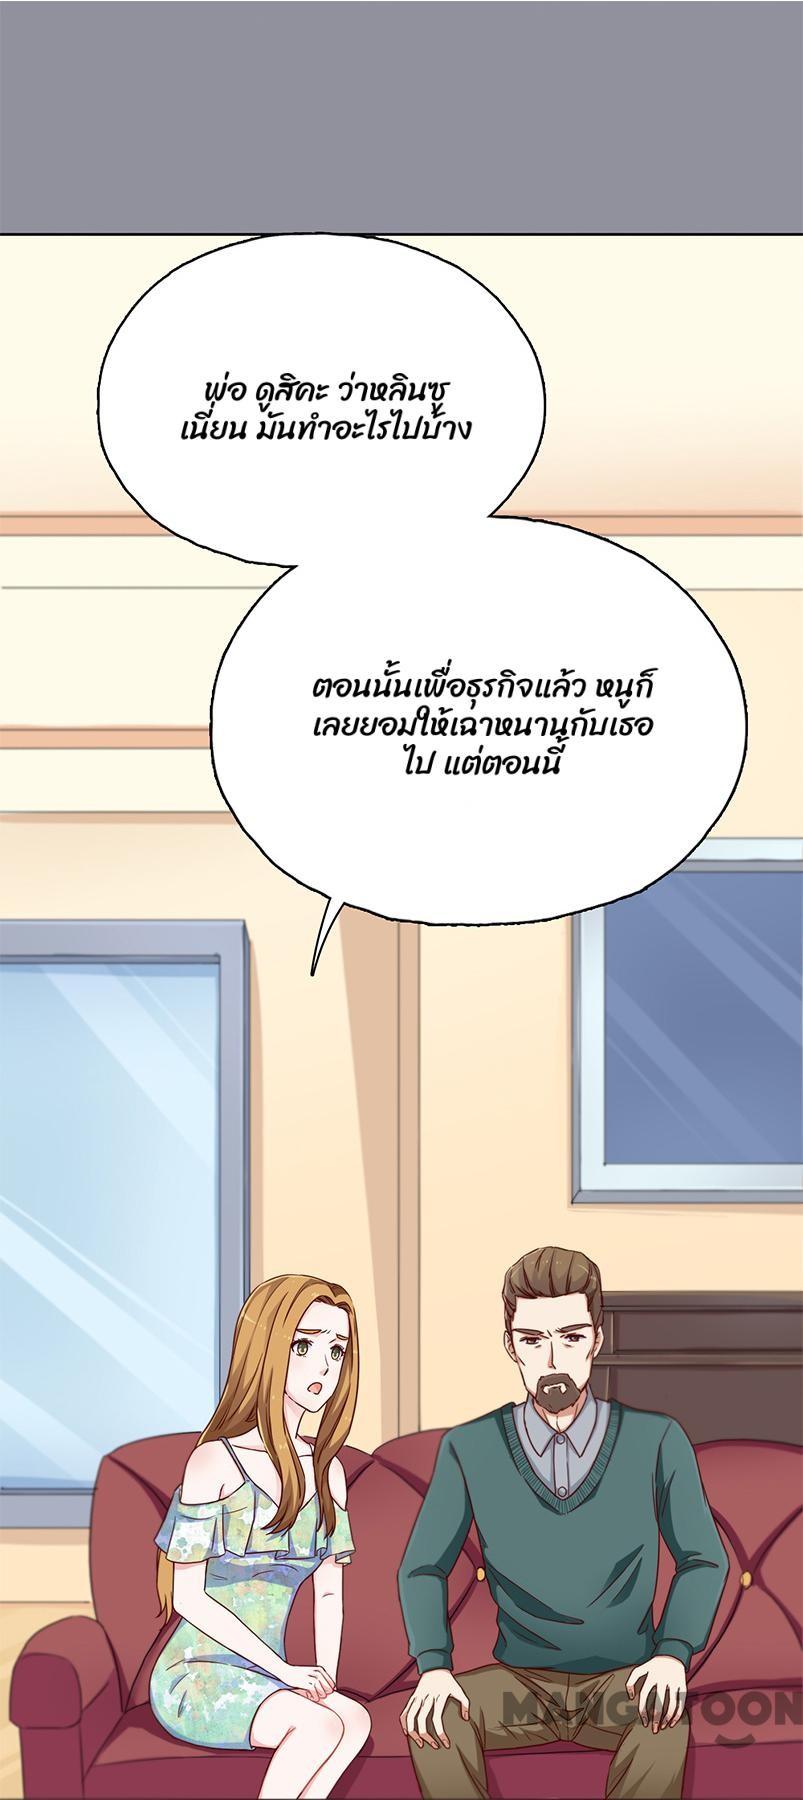 พ่อ ดูสิคะ ว่าหลินซู
เนี่ยน มันทำอะไรไปบ้าง
ตอนนั้นเพื่อธุรกิจแล้ว หนูก็
เลยยอมให้เฉาหนานกับเธอ
ไป แต่ตอนนี้
MANGATOON